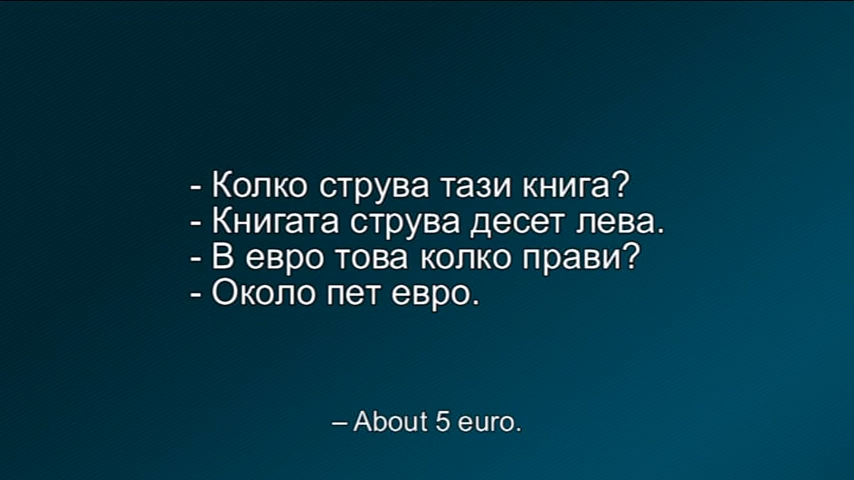 - Колко струва тази книга?
- Книгата струва десет лева.
- В евро това колко прави?
- Около пет евро.
– About 5 euro.